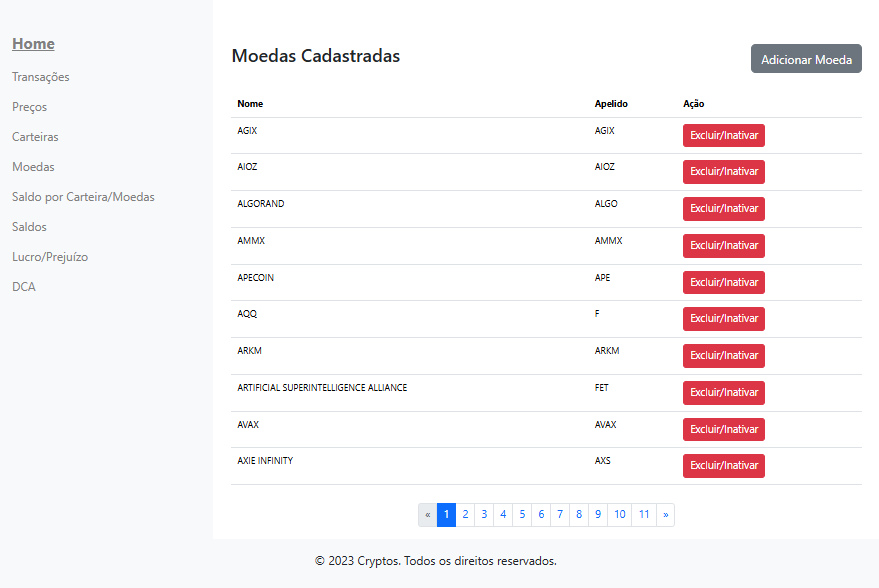 Home
Transações
Preços
Carteiras
Moedas
Saldo por Carteira/Moedas
Saldos
Lucro/Prejuízo
DCA
Moedas Cadastradas
Adicionar Moeda
Nome Apelido Ação
AGIX AGIX Excluir/Inativar
AIOZ AIOZ Excluir/Inativar
ALGORAND ALGO Excluir/Inativar
AMMX AMMX Excluir/Inativar
APECOIN APE Excluir/Inativar
AQQ F Excluir/Inativar
ARKM ARKM Excluir/Inativar
ARTIFICIAL SUPERINTELLIGENCE ALLIANCE FET Excluir/Inativar
AVAX AVAX Excluir/Inativar
AXIE INFINITY AXS Excluir/Inativar
« 1 2 3 4 5 6 7 8 9 10 11 »
© 2023 Cryptos. Todos os direitos reservados.